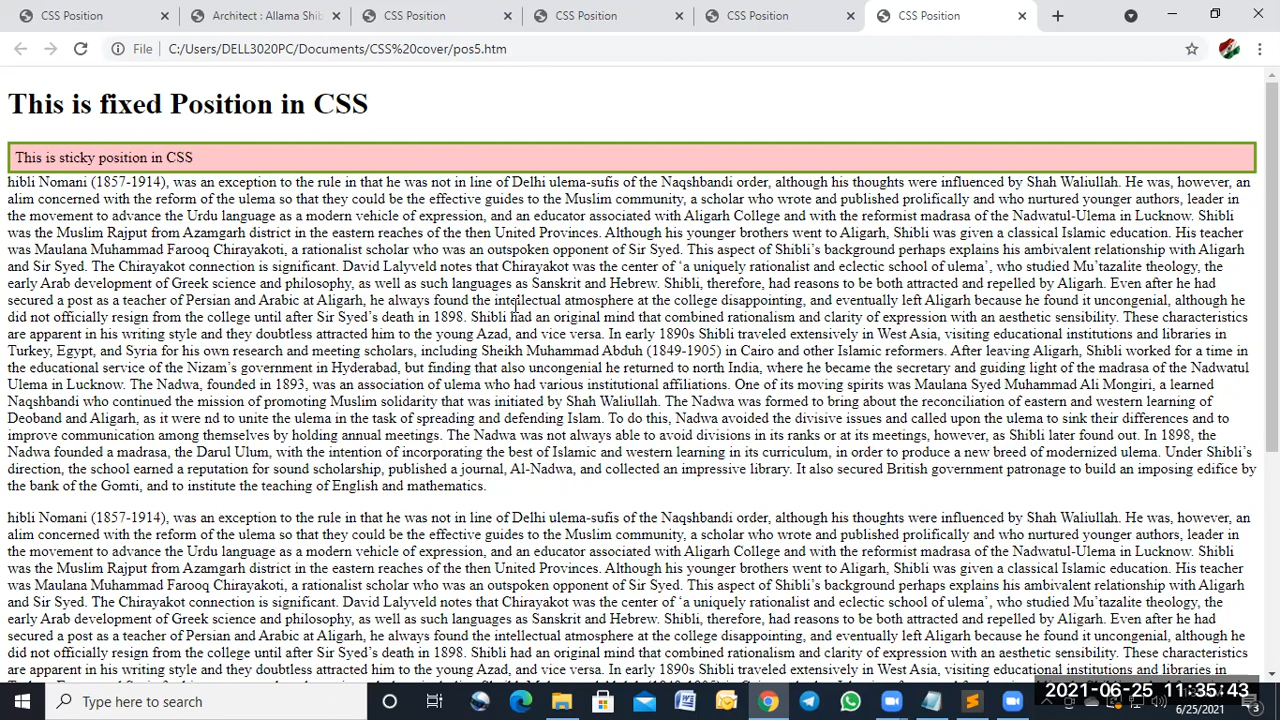 CSS Position
Architect : Allama Shib
CSS Position
CSS Position
CSS Position
CSS Position
File
C:/Users/DELL3020PC/Documents/CSS%20cover/pos5.htm
This is fixed Position in CSS
This is sticky position in CSS
hibli Nomani (1857-1914), was an exception to the rule in that he was not in line of Delhi ulema-sufis of the Naqshbandi order, although his thoughts were influenced by Shah Waliullah. He was, however, an
alim concerned with the reform of the ulema so that they could be the effective guides to the Muslim community, a scholar who wrote and published prolifically and who nurtured younger authors, leader in
the movement to advance the Urdu language as a modern vehicle of expression, and an educator associated with Aligarh College and with the reformist madrasa of the Nadwatul-Ulema in Lucknow. Shibli
was the Muslim Rajput from Azamgarh district in the eastern reaches of the then United Provinces. Although his younger brothers went to Aligarh, Shibli was given a classical Islamic education. His teacher
was Maulana Muhammad Farooq Chirayakoti, a rationalist scholar who was an outspoken opponent of Sir Syed. This aspect of Shibli’s background perhaps explains his ambivalent relationship with Aligarh
and Sir Syed. The Chirayakot connection is significant. David Lalyveld notes that Chirayakot was the center of ‘a uniquely rationalist and eclectic school of ulema’, who studied Mu’tazalite theology, the
early Arab development of Greek science and philosophy, as well as such languages as Sanskrit and Hebrew. Shibli, therefore, had reasons to be both attracted and repelled by Aligarh. Even after he had
secured a post as a teacher of Persian and Arabic at Aligarh, he always found the intellectual atmosphere at the college disappointing, and eventually left Aligarh because he found it uncongenial, although he
did not officially resign from the college until after Sir Syed’s death in 1898. Shibli had an original mind that combined rationalism and clarity of expression with an aesthetic sensibility. These characteristics
are apparent in his writing style and they doubtless attracted him to the young Azad, and vice versa. In early 1890s Shibli traveled extensively in West Asia, visiting educational institutions and libraries in
Turkey, Egypt, and Syria for his own research and meeting scholars, including Sheikh Muhammad Abduh (1849-1905) in Cairo and other Islamic reformers. After leaving Aligarh, Shibli worked for a time in
the educational service of the Nizam’s government in Hyderabad, but finding that also uncongenial he returned to north India, where he became the secretary and guiding light of the madrasa of the Nadwatul
Ulema in Lucknow. The Nadwa, founded in 1893, was an association of ulema who had various institutional affiliations. One of its moving spirits was Maulana Syed Muhammad Ali Mongiri, a learned
Naqshbandi who continued the mission of promoting Muslim solidarity that was initiated by Shah Waliullah. The Nadwa was formed to bring about the reconciliation of eastern and western learning of
Deoband and Aligarh, as it were nd to unite the ulema in the task of spreading and defending Islam. To do this, Nadwa avoided the divisive issues and called upon the ulema to sink their differences and to
improve communication among themselves by holding annual meetings. The Nadwa was not always able to avoid divisions in its ranks or at its meetings, however, as Shibli later found out. In 1898, the
Nadwa founded a madrasa, the Darul Ulum, with the intention of incorporating the best of Islamic and western learning in its curriculum, in order to produce a new breed of modernized ulema. Under Shibli’s
direction, the school earned a reputation for sound scholarship, published a journal, Al-Nadwa, and collected an impressive library. It also secured British government patronage to build an imposing edifice by
the bank of the Gomti, and to institute the teaching of English and mathematics.
hibli Nomani (1857-1914), was an exception to the rule in that he was not in line of Delhi ulema-sufis of the Naqshbandi order, although his thoughts were influenced by Shah Waliullah. He was, however, an
alim concerned with the reform of the ulema so that they could be the effective guides to the Muslim community, a scholar who wrote and published prolifically and who nurtured younger authors, leader in
the movement to advance the Urdu language as a modern vehicle of expression, and an educator associated with Aligarh College and with the reformist madrasa of the Nadwatul-Ulema in Lucknow. Shibli
was the Muslim Rajput from Azamgarh district in the eastern reaches of the then United Provinces. Although his younger brothers went to Aligarh, Shibli was given a classical Islamic education. His teacher
was Maulana Muhammad Farooq Chirayakoti, a rationalist scholar who was an outspoken opponent of Sir Syed. This aspect of Shibli’s background perhaps explains his ambivalent relationship with Aligarh
and Sir Syed. The Chirayakot connection is significant. David Lalyveld notes that Chirayakot was the center of ‘a uniquely rationalist and eclectic school of ulema’, who studied Mu’tazalite theology, the
early Arab development of Greek science and philosophy, as well as such languages as Sanskrit and Hebrew. Shibli, therefore, had reasons to be both attracted and repelled by Aligarh. Even after he had
secured a post as a teacher of Persian and Arabic at Aligarh, he always found the intellectual atmosphere at the college disappointing, and eventually left Aligarh because he found it uncongenial, although he
did not officially resign from the college until after Sir Syed’s death in 1898. Shibli had an original mind that combined rationalism and clarity of expression with an aesthetic sensibility. These characteristics
are apparent in his writing style and they doubtless attracted him to the young Azad, and vice versa. In early 1890s Shibli traveled extensively in West Asia, visiting educational institutions and libraries in
Type here to search
2021-06-25 11:35:43
6/25/2021
3